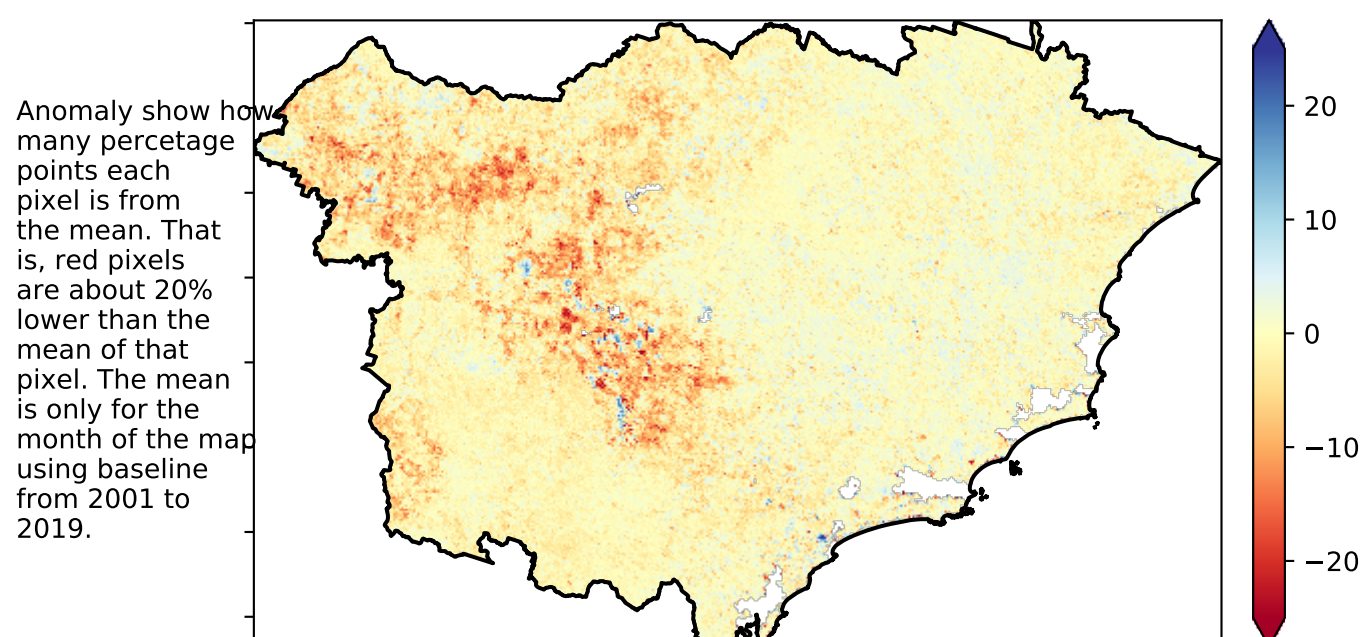 Anomaly show how
many percetage
points each
pixel is from
the mean. That
is, red pixels
are about 20%
lower than the
mean of that
pixel. The mean
is only for the
month of the map
using baseline
from 2001 to
2019.
20
10
0
−10
−20